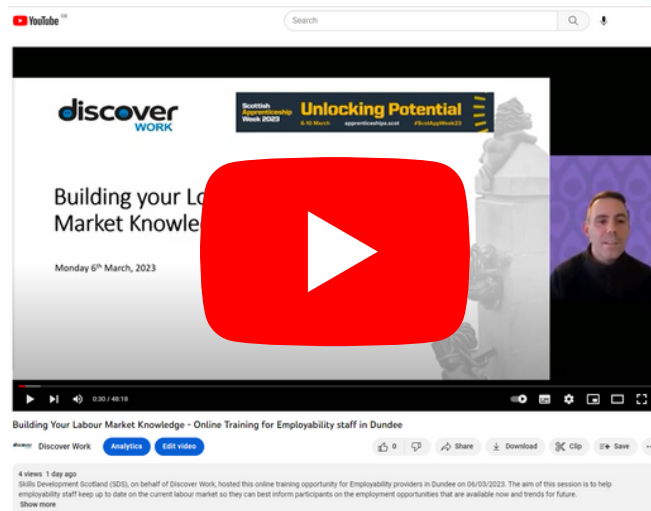 YouTube GB
Search
discover
WORK
Scottish
Apprenticeship
Week 2023
Unlocking Potential
6-10 March apprenticeships.scot #ScotAppWeek23
Building your L
Market Knowle
Monday 6th March, 2023
0:30 / 48:18
Building Your Labour Market Knowledge - Online Training for Employability staff in Dundee
discover Discover Work Analytics Edit video 0 Share Download Clip Save
4 views 1 day ago
Skills Development Scotland (SDS), on behalf of Discover Work, hosted this online training opportunity for Employability providers in Dundee on 06/03/2023. The aim of this session is to help
employability staff keep up to date on the current labour market so they can best inform participants on the employment opportunities that are available now and trends for future.
Show more